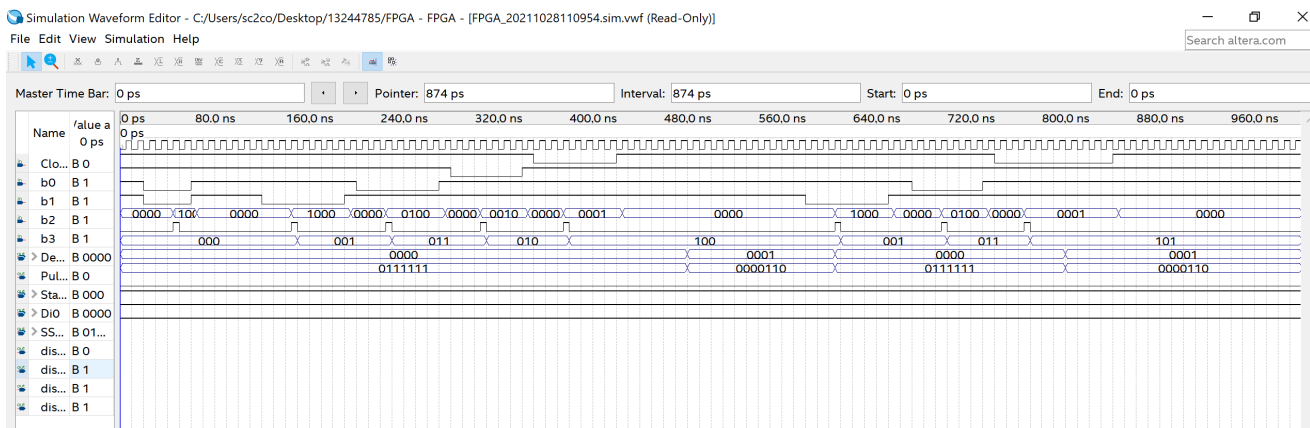 Simulation Waveform Editor - C:/Users/sc2co/Desktop/13244785/FPGA - FPGA - [FPGA_20211028110954.sim.vwf (Read-Only)]
File Edit View Simulation Help
Search altera.com
Master Time Bar: 0 ps Pointer: 874 ps Interval: 874 ps Start: 0 ps End: 0 ps
Name /alue a 0 ps
0 ps 80.0 ns 160.0 ns 240.0 ns 320.0 ns 400.0 ns 480.0 ns 560.0 ns 640.0 ns 720.0 ns 800.0 ns 880.0 ns 960.0 ns
0 ps
Clo... B 0
b0 B 1
b1 B 1
b2 B 1
b3 B 1
> De... B 0000
Pul... B 0
> Sta... B 000
> Di0 B 0000
> SS... B 01...
dis... B 0
dis... B 1
dis... B 1
dis... B 1
0000 100 0000 1000 0000 0100 0000 0010 0000 0001 0000 1000 0000 0100 0000 0001 0000
000 001 011 010 100 001 011 101
0000 0001 0000 0001
0111111 0000110 0111111 0000110